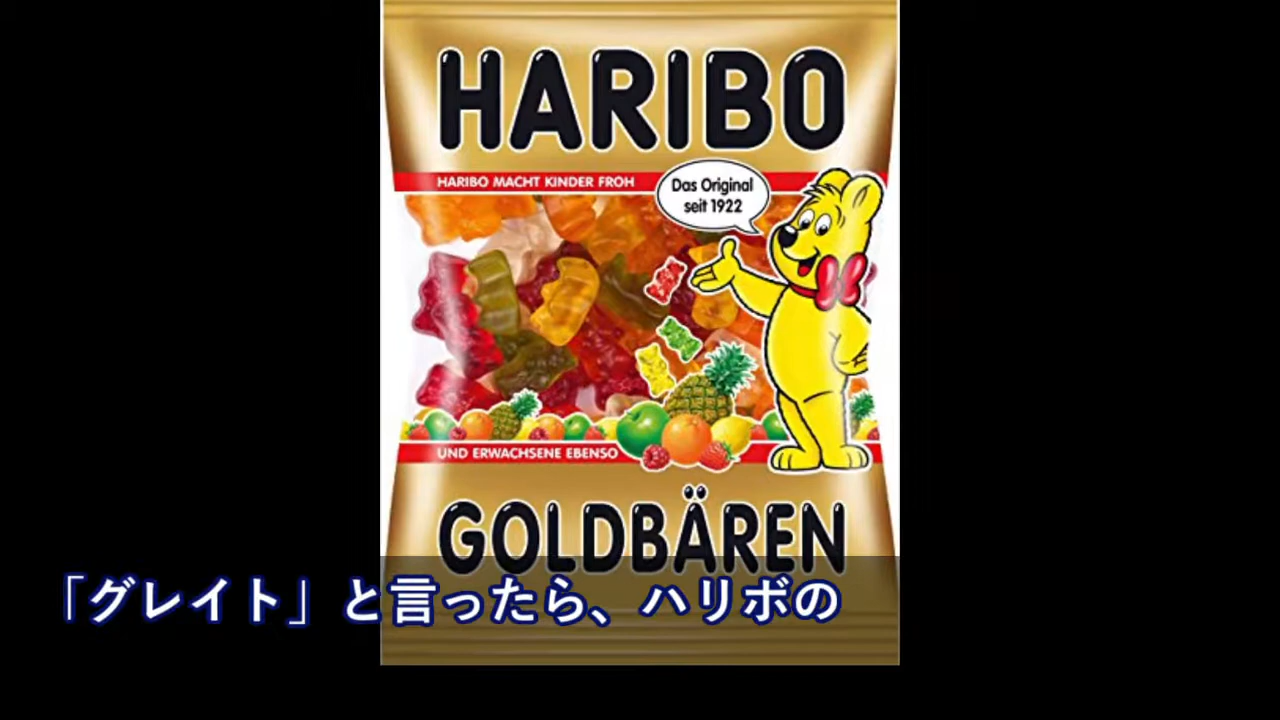 HARIBO
HARIBO MACHT KINDER FROH
Das Original
seit 1922
UND ERWACHSENE EBENSO
GOLDBÄREN
「グレイト」と言ったら、ハリボの